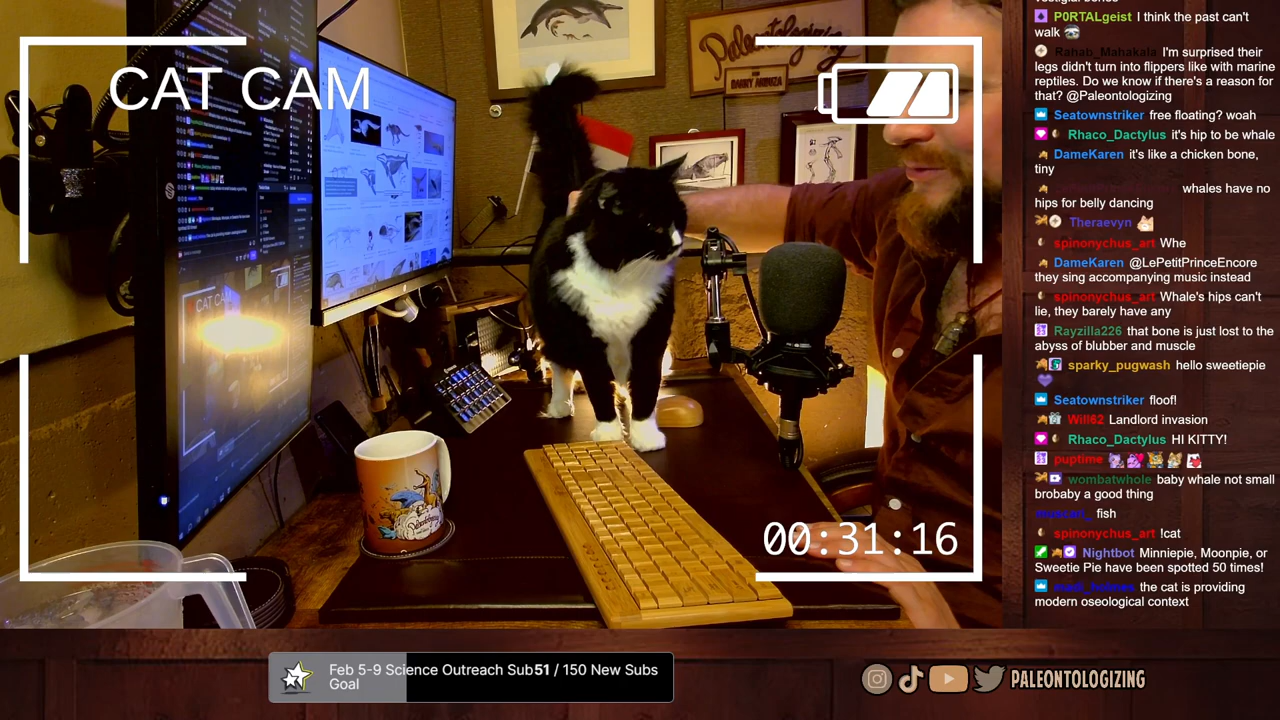 CAT CAM
Paleontologizing
WITH
DANNY ANDUZA
CAT CAM
00:31:16
P0RTALgeist I think the past can't
walk
Rahab_Mahakala I'm surprised their
legs didn't turn into flippers like with marine
reptiles. Do we know if there's a reason for
that? @Paleontologizing
Seatownstriker free floating? woah
Rhaco_Dactylus it's hip to be whale
DameKaren it's like a chicken bone,
tiny
whales have no
hips for belly dancing
Theraevyn
spinonychus_art Whe
DameKaren @LePetitPrinceEncore
they sing accompanying music instead
spinonychus_art Whale's hips can't
lie, they barely have any
Rayzilla226 that bone is just lost to the
abyss of blubber and muscle
sparky_pugwash hello sweetiepie
Seatownstriker floof!
Will62 Landlord invasion
Rhaco_Dactylus HI KITTY!
puptime
wombatwhole baby whale not small
brobaby a good thing
fish
spinonychus_art !cat
Nightbot Minniepie, Moonpie, or
Sweetie Pie have been spotted 50 times!
the cat is providing
modern oseological context
Feb 5-9 Science Outreach Sub51 / 150 New Subs
Goal
PALEONTOLOGIZING